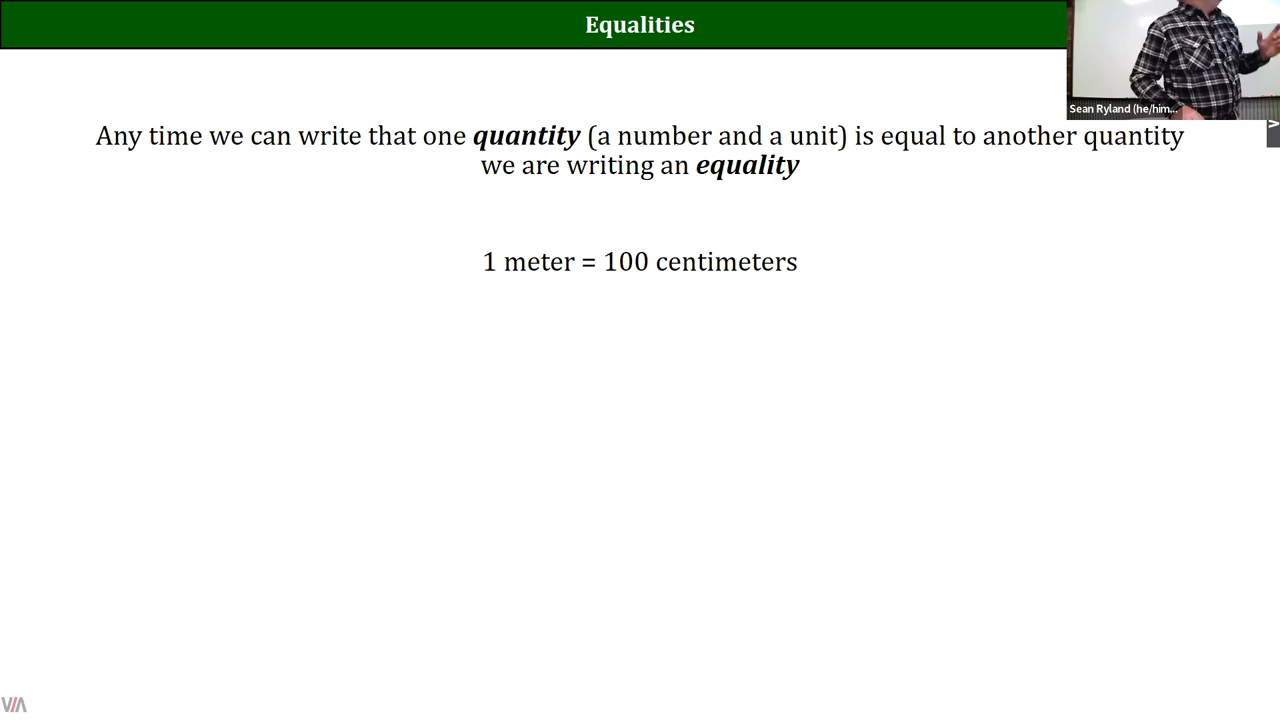 Equalities
Sean Ryland (he/him...
Any time we can write that one quantity (a number and a unit) is equal to another quantity
we are writing an equality
1 meter = 100 centimeters
VIA